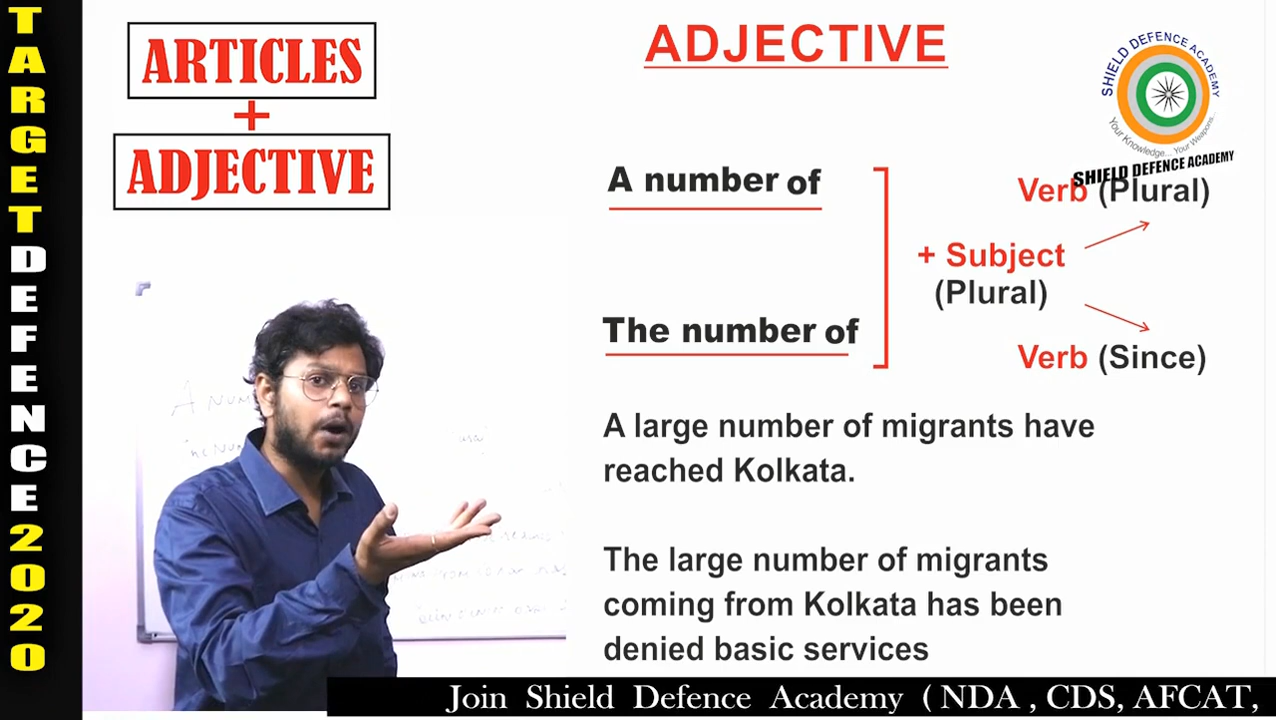 TARGET DEFENCE 2020
ARTICLES
+
ADJECTIVE
ADJECTIVE
SHIELD DEFENCE ACADEMY
Your Knowledge... Your Weapons.
SHIELD DEFENCE ACADEMY
A number of
Verb (Plural)
+ Subject
(Plural)
The number of
Verb (Since)
A large number of migrants have
reached Kolkata.
The large number of migrants
coming from Kolkata has been
denied basic services
Join Shield Defence Academy ( NDA , CDS, AFCAT,